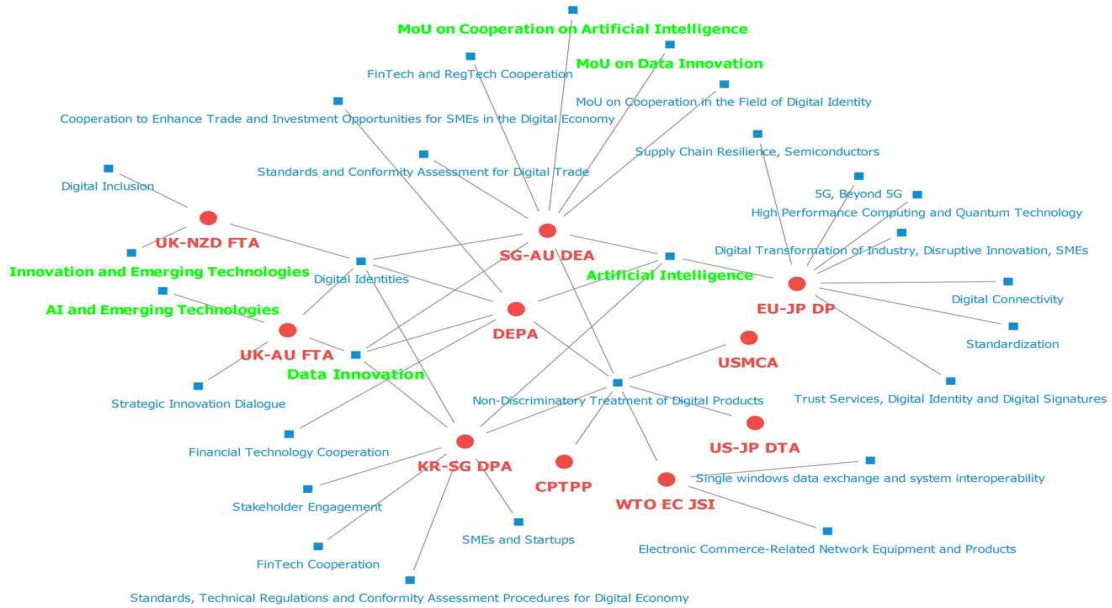 MoU on Cooperation on Artificial Intelligence
MoU on Data Innovation
FinTech and RegTech Cooperation
MoU on Cooperation in the Field of Digital Identity
Cooperation to Enhance Trade and Investment Opportunities for SMEs in the Digital Economy
Supply Chain Resilience, Semiconductors
Standards and Conformity Assessment for Digital Trade
Digital Inclusion
5G, Beyond 5G
High Performance Computing and Quantum Technology
UK-NZD FTA
SG-AU DEA
Digital Transformation of Industry, Disruptive Innovation, SMEs
Innovation and Emerging Technologies
Digital Identities
Artificial Intelligence
Digital Connectivity
AI and Emerging Technologies
EU-JP DP
DEPA
Standardization
UK-AU FTA
USMCA
Data Innovation
Strategic Innovation Dialogue
Non-Discriminatory Treatment of Digital Products
Trust Services, Digital Identity and Digital Signatures
US-JP DTA
Financial Technology Cooperation
KR-SG DPA
CPTPP
Single windows data exchange and system interoperability
WTO EC JSI
Stakeholder Engagement
SMEs and Startups
Electronic Commerce-Related Network Equipment and Products
FinTech Cooperation
Standards, Technical Regulations and Conformity Assessment Procedures for Digital Economy